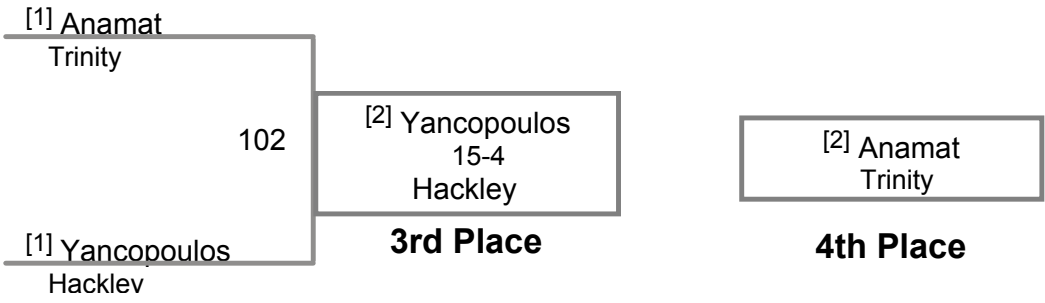 [1] Anamat
Trinity
102
[2] Yancopoulos
15-4
Hackley
3rd Place
[2] Anamat
Trinity
4th Place
[1] Yancopoulos
Hackley